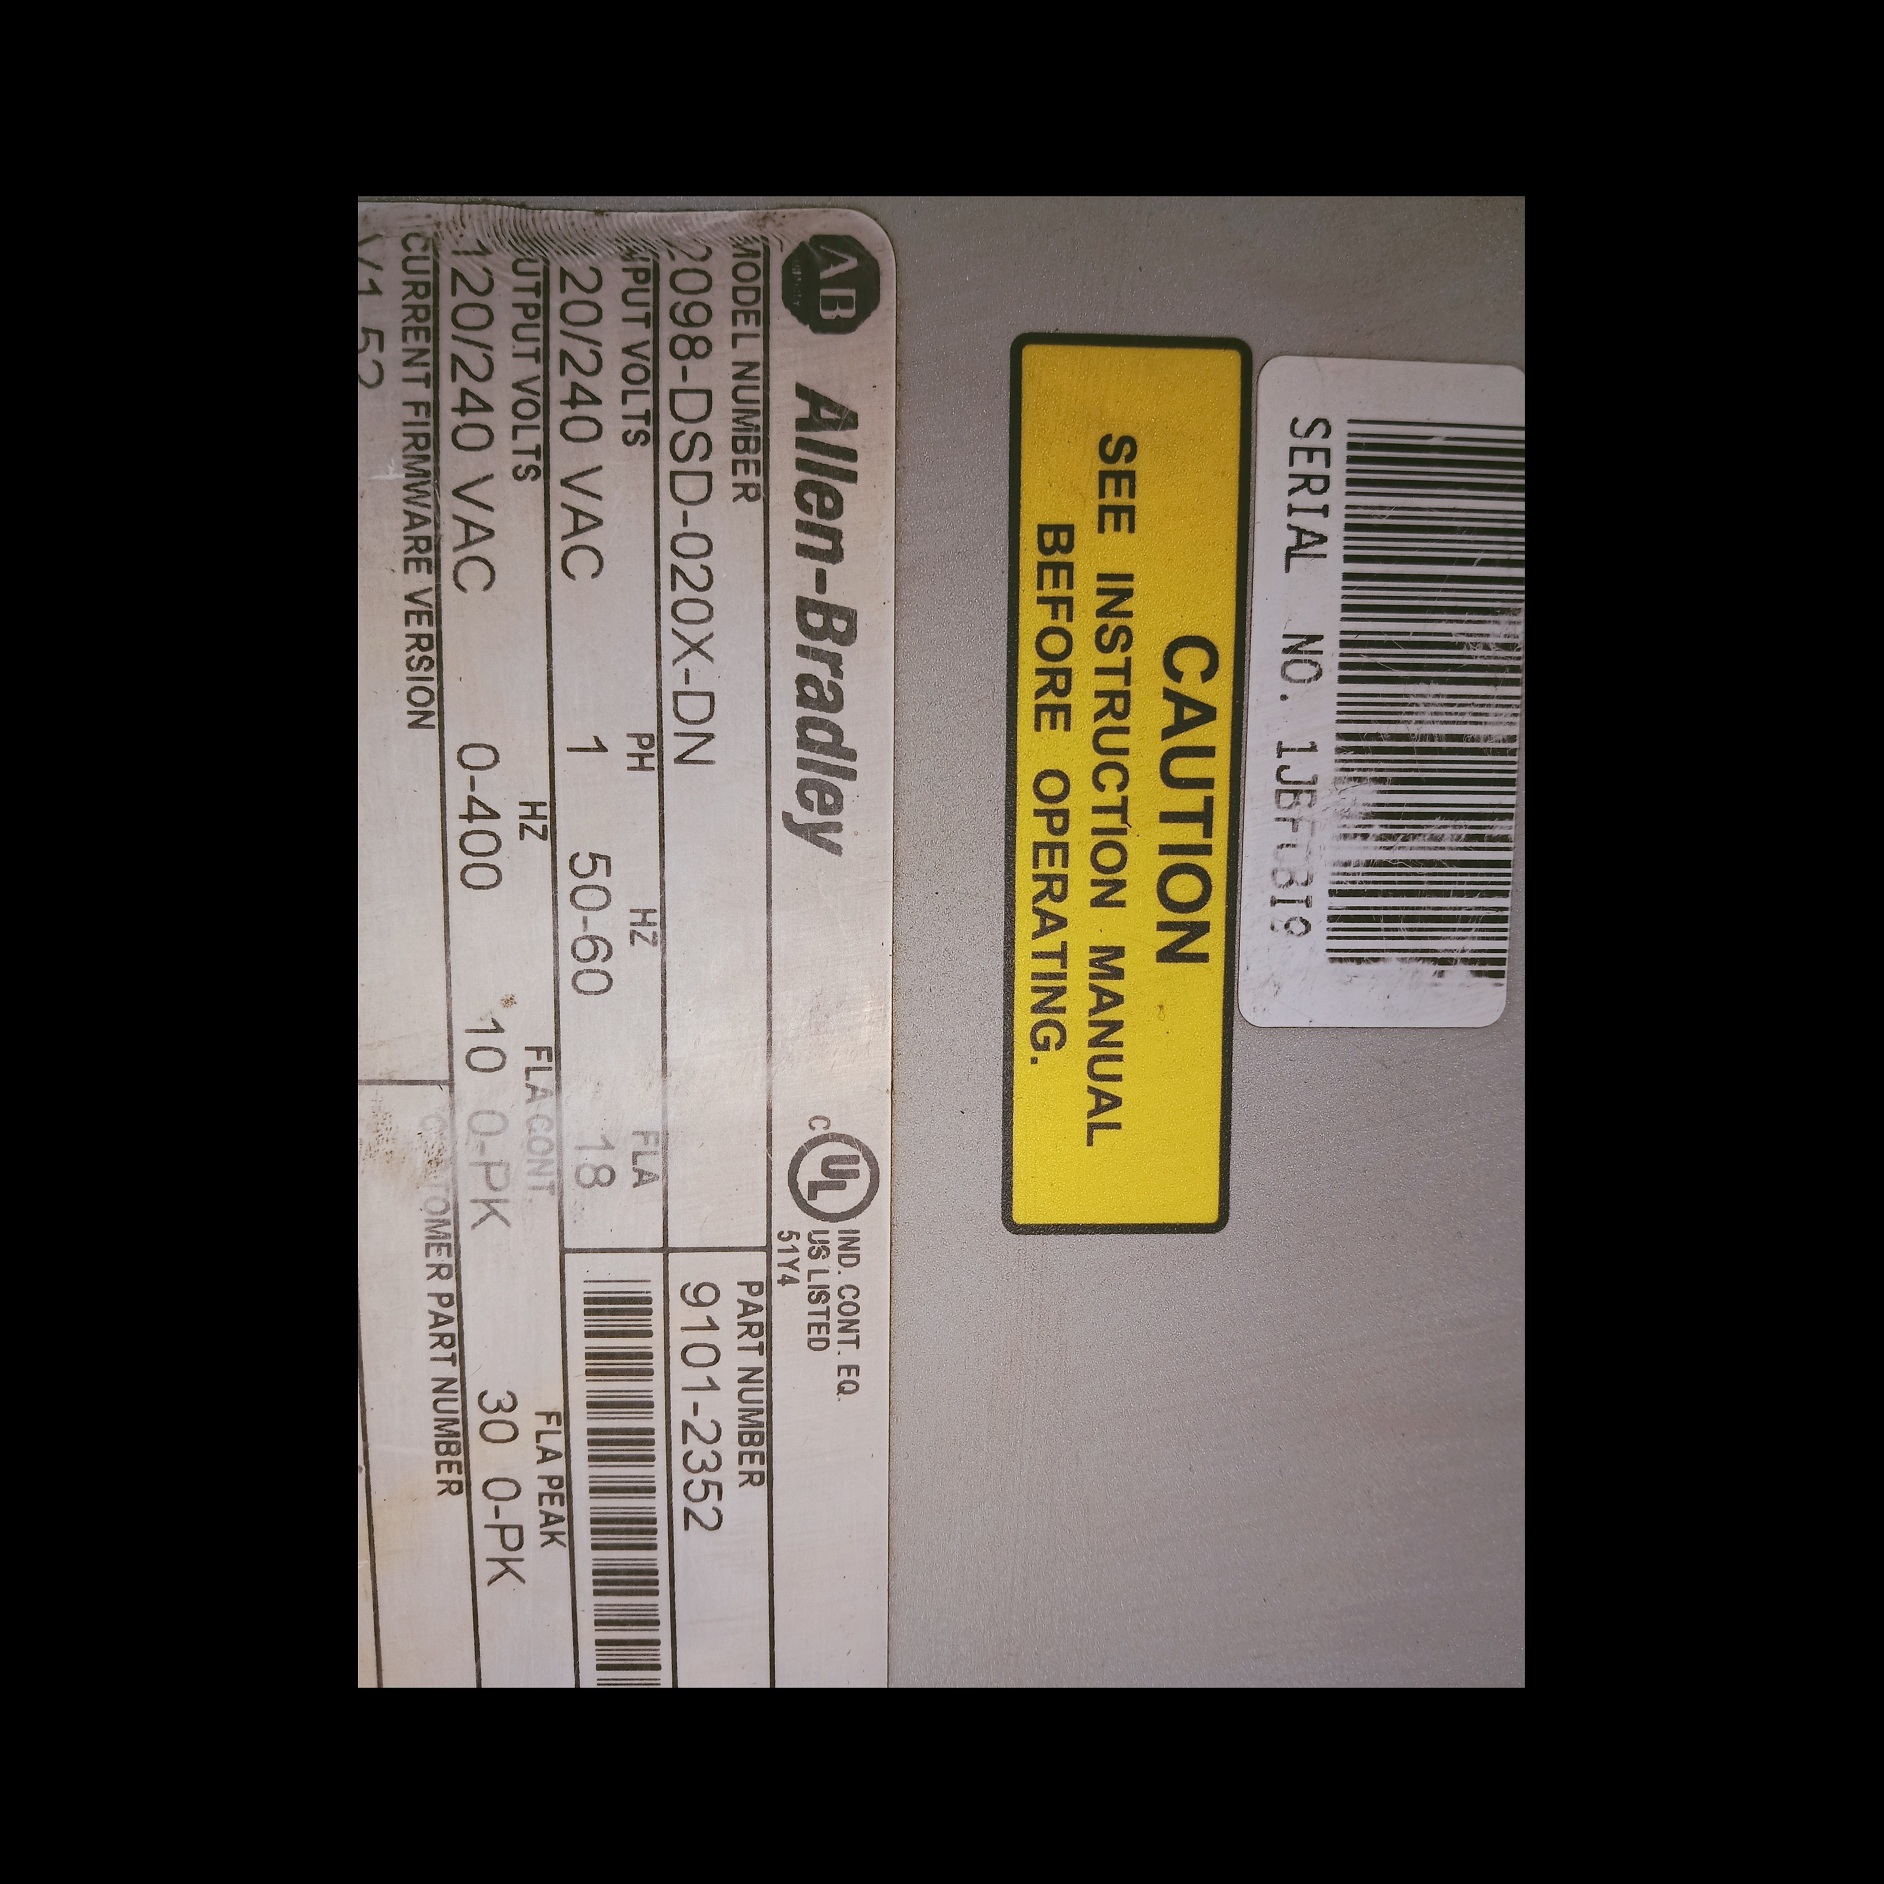 SERIAL NO.
CAUTION
SEE INSTRUCTION MANUAL
BEFORE OPERATING.
AB
Allen-Bradley
C UL IND. CONT. EQ.
US LISTED
51Y4
MODEL NUMBER PART NUMBER
2098-DSD-020X-DN 9101-2352
INPUT VOLTS PH HZ FLA
120/240 VAC 1 50-60 18
OUTPUT VOLTS HZ FLA CONT. FLA PEAK
120/240 VAC 0-400 10 0-PK 30 0-PK
CURRENT FIRMWARE VERSION CUSTOMER PART NUMBER
V1.52